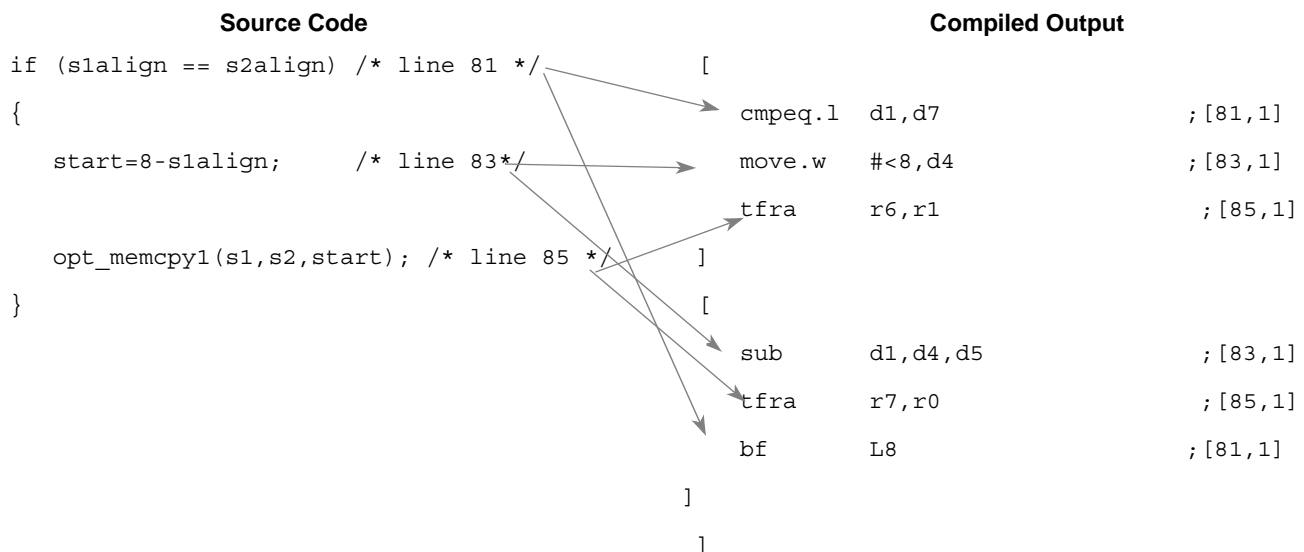 Source Code Compiled Output
if (s1align == s2align) /* line 81 */ [
{ cmpeq.l d1,d7 ;[81,1]
start=8-s1align; /* line 83*/ move.w #<8,d4 ;[83,1]
tfra r6,r1 ;[85,1]
opt_memcpy1(s1,s2,start); /* line 85 */ ]
} [
sub d1,d4,d5 ;[83,1]
tfra r7,r0 ;[85,1]
bf L8 ;[81,1]
]
]